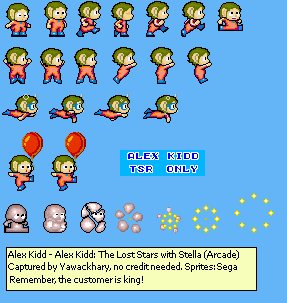 ALEX KIDD
TSR ONLY
Alex Kidd - Alex Kidd: The Lost Stars with Stella (Arcade)
Captured by Yawackhary, no credit needed. Sprites: Sega
Remember, the customer is king!